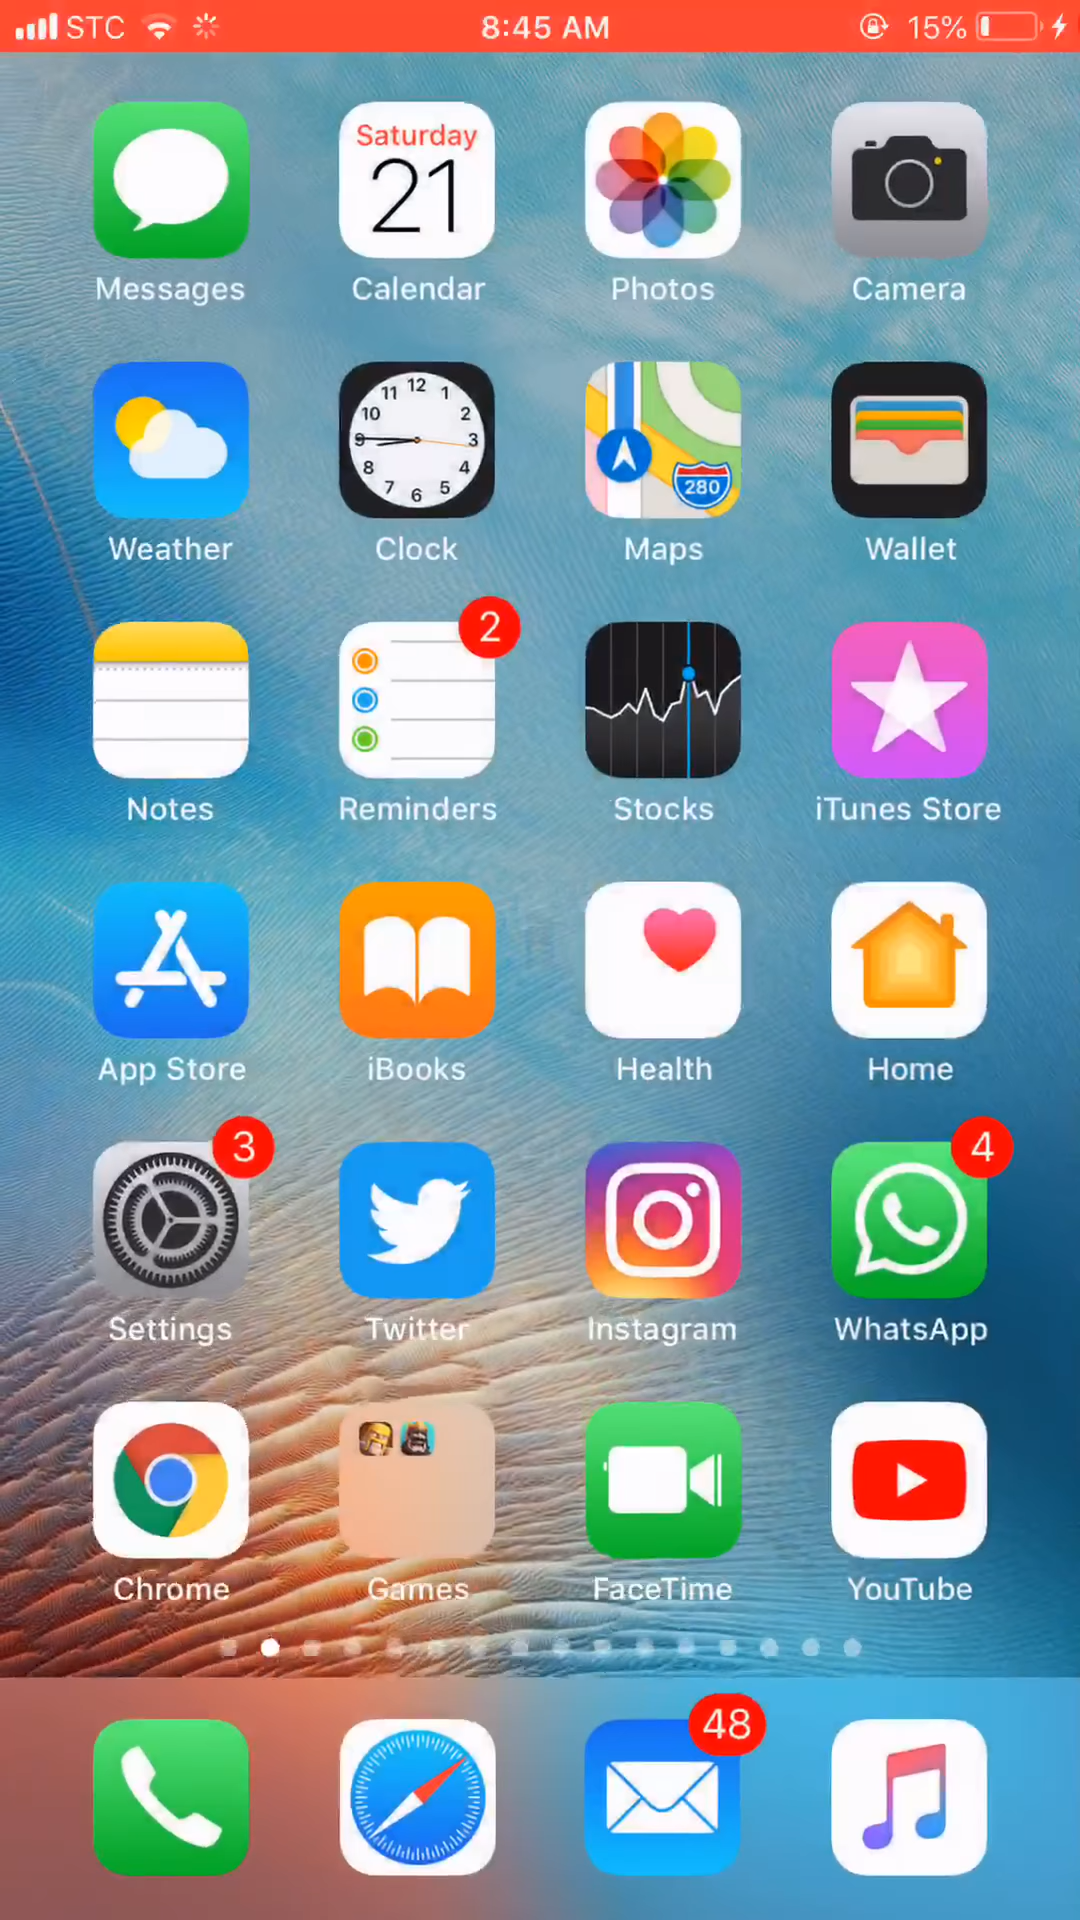 STC 8:45 AM 15%
Saturday
21
Messages Calendar Photos Camera
12
11 1
10 2
9 3
8 4
7 5
6
280
Weather Clock Maps Wallet
2
Notes Reminders Stocks iTunes Store
App Store iBooks Health Home
3 4
Settings Twitter Instagram WhatsApp
Chrome Games FaceTime YouTube
48